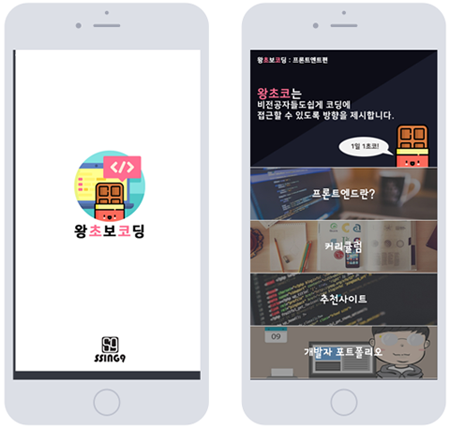 </>
왕초보코딩
SSING9
왕초보코딩 : 프론트엔드편
왕초코는
비전공자들도쉽게 코딩에
접근할 수 있도록 방향을 제시합니다.
1일 1초코!
프론트엔드란?
커리큘럼
추천사이트
09
개발자 포트폴리오